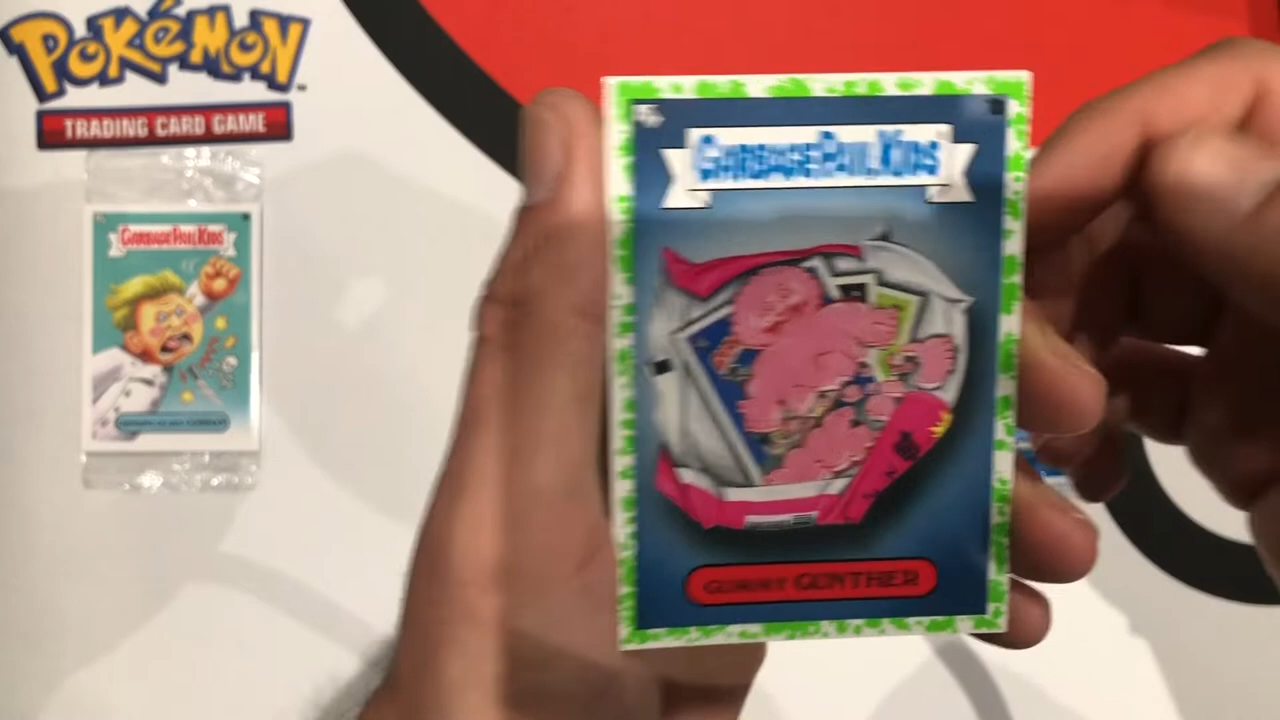 POKÉMON
TRADING CARD GAME
GARBAGE PAIL KIDS
GARBAGE PAIL KIDS
GUMMY GUNTHER